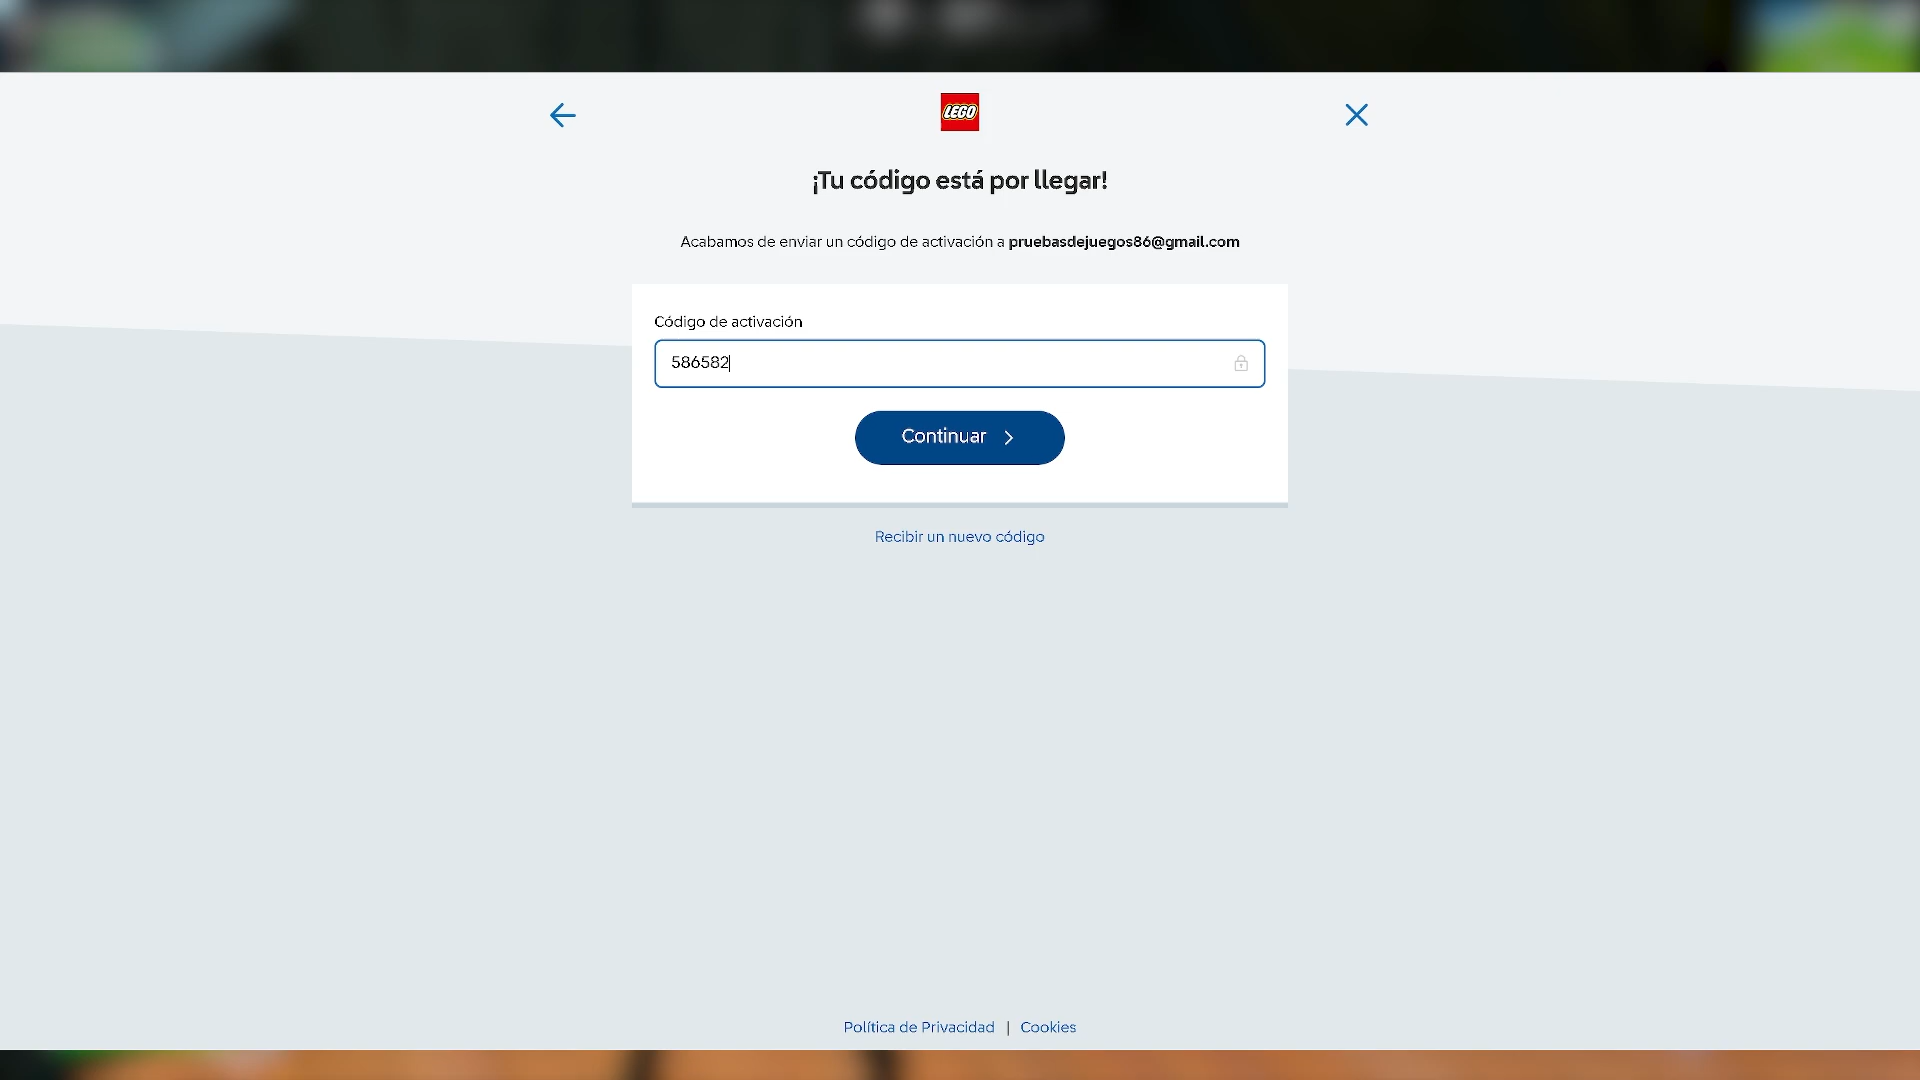 LEGO
¡Tu código está por llegar!
Acabamos de enviar un código de activación a pruebasdejuegos86@gmail.com
Código de activación
586582
Continuar
Recibir un nuevo código
Política de Privacidad | Cookies